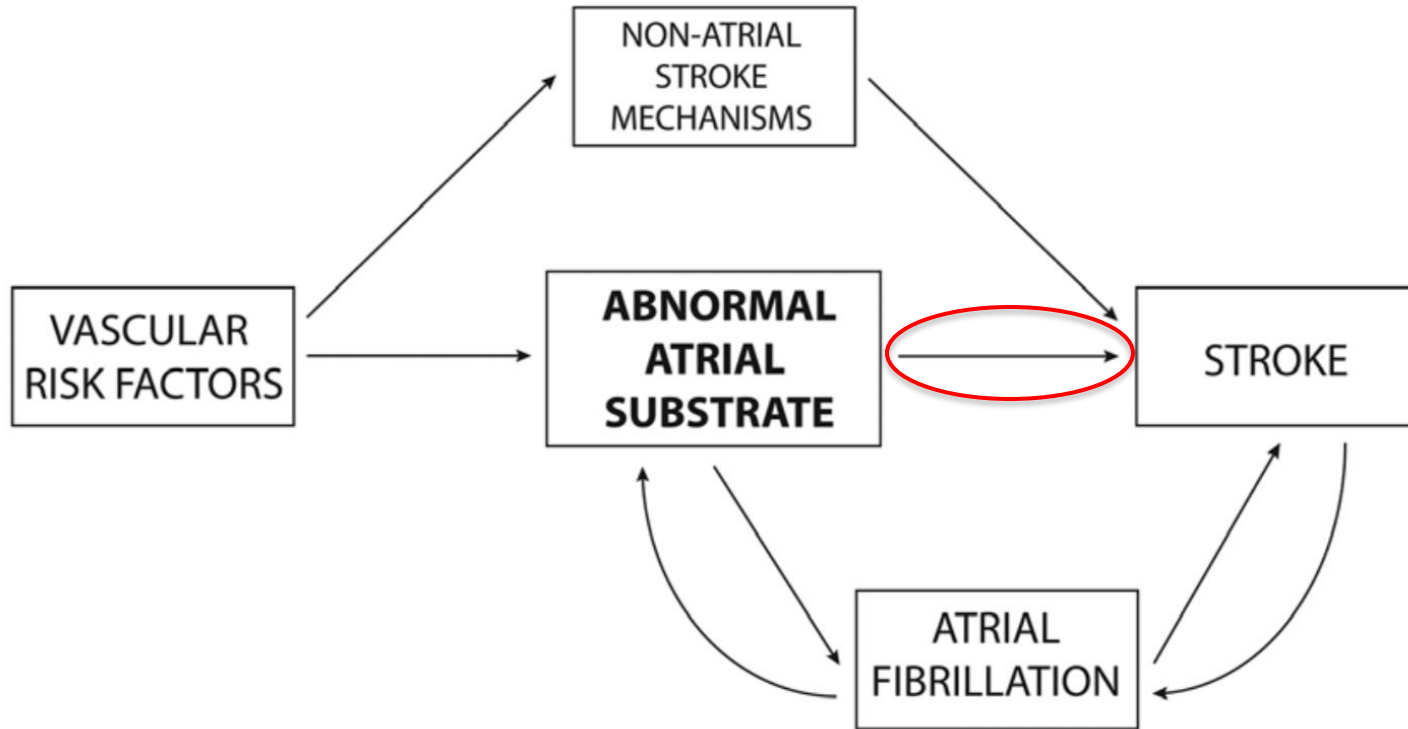 NON-ATRIAL
STROKE
MECHANISMS
VASCULAR
RISK FACTORS
ABNORMAL
ATRIAL
SUBSTRATE
STROKE
ATRIAL
FIBRILLATION